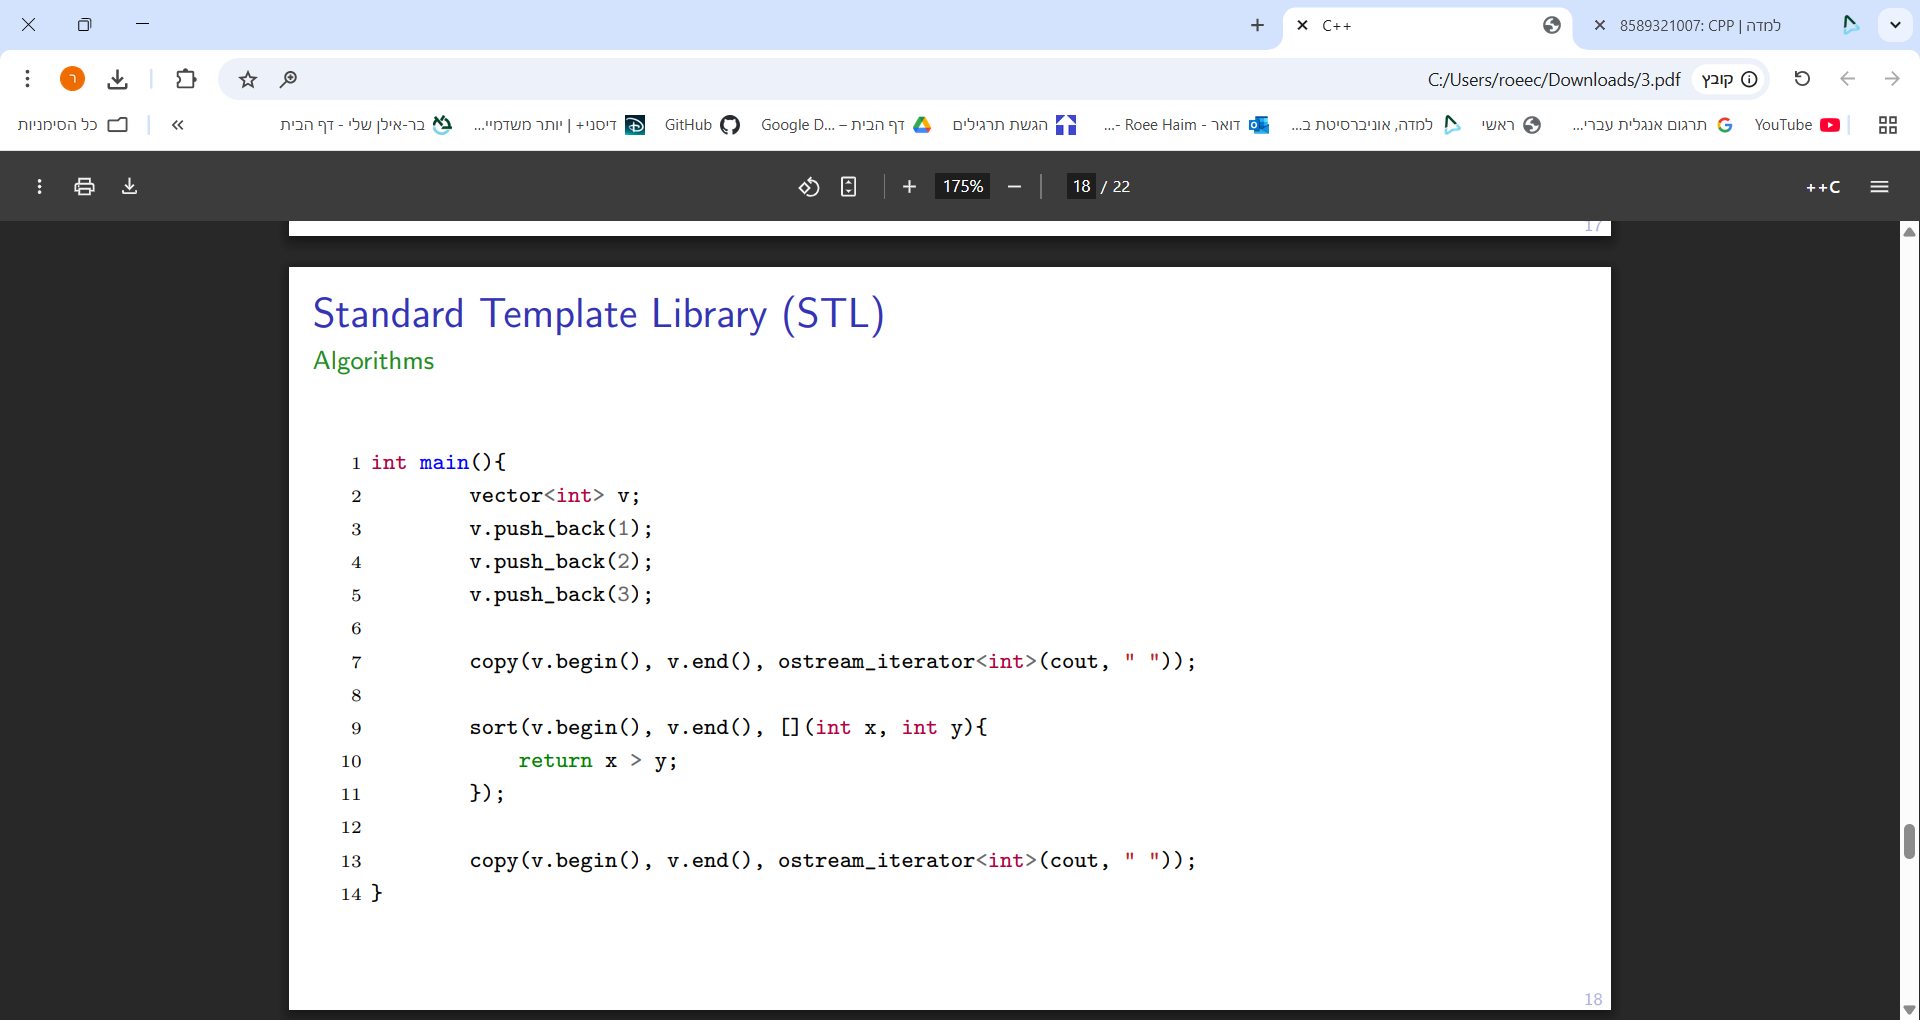 C++
8589321007: CPP | למדה
ר
C:/Users/roeec/Downloads/3.pdf
קובץ
כל הסימניות
בר-אילן שלי - דף הבית
דיסני+ | יותר משדמיי...
GitHub
Google D... – דף הבית
הגשת תרגילים
דואר - Roee Haim -...
למדה, אוניברסיטת ב...
ראשי
תרגום אנגלית עברי...
YouTube
175%
18 / 22
++C
17
Standard Template Library (STL)
Algorithms
1 int main(){
2 vector<int> v;
3 v.push_back(1);
4 v.push_back(2);
5 v.push_back(3);
6
7 copy(v.begin(), v.end(), ostream_iterator<int>(cout, " "));
8
9 sort(v.begin(), v.end(), [](int x, int y){
10 return x > y;
11 });
12
13 copy(v.begin(), v.end(), ostream_iterator<int>(cout, " "));
14 }
18